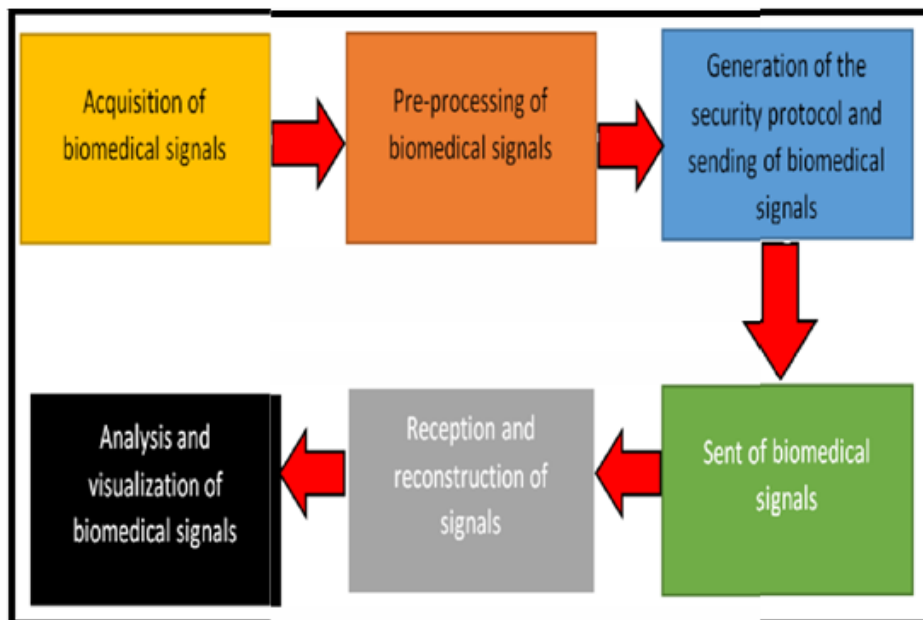 Acquisition of
biomedical signals
Pre-processing of
biomedical signals
Generation of the
security protocol and
sending of biomedical
signals
Sent of biomedical
signals
Reception and
reconstruction of
signals
Analysis and
visualization of
biomedical signals